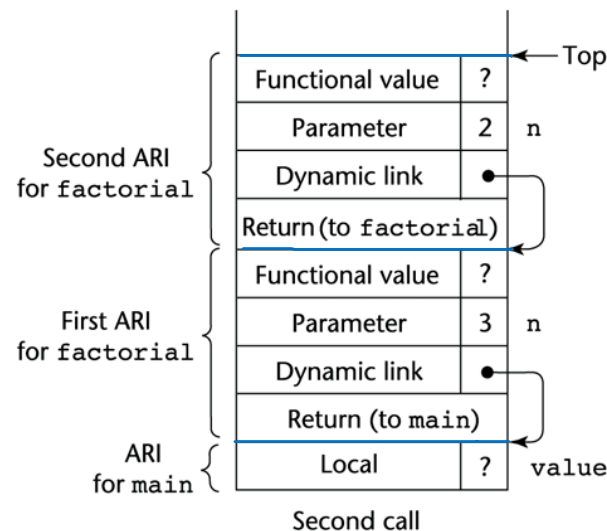 Top
Functional value ?
Parameter 2 n
Second ARI
for factorial
Dynamic link
Return (to factorial)
Functional value ?
First ARI
for factorial
Parameter 3 n
Dynamic link
Return (to main)
ARI
for main
Local ? value
Second call